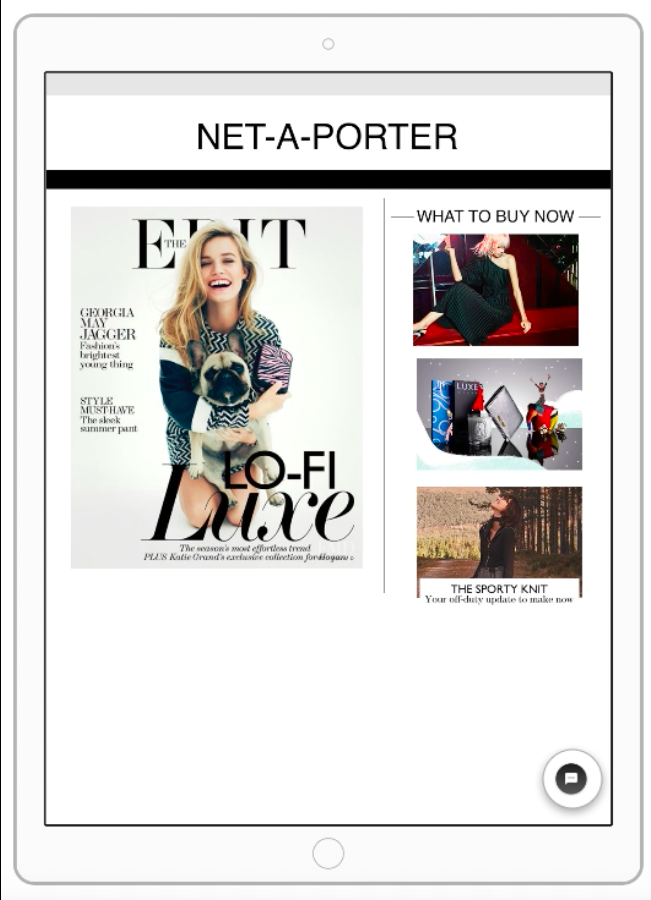 NET-A-PORTER
THE EDIT
GEORGIA
MAY
JAGGER
Fashion's
brightest
young thing
STYLE
MUST-HAVE
The sleek
summer pant
LO-FI
Luxe
The season's most effortless trend
PLUS Katie Grand's exclusive collection for Hogan
WHAT TO BUY NOW
LUXE
THE SPORTY KNIT
Your off-duty update to make now